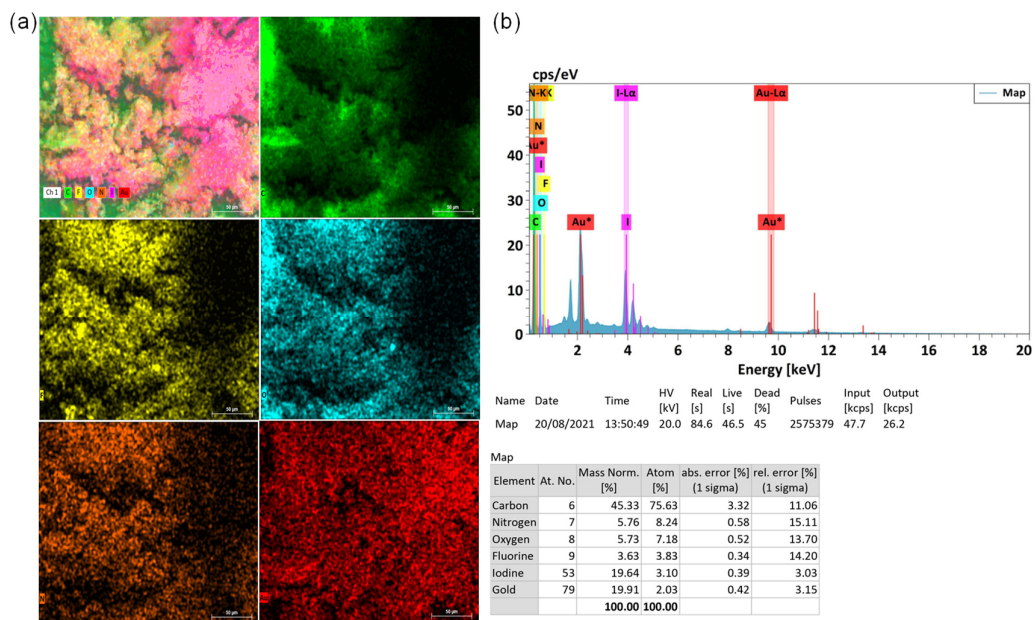 (a)
Ch 1 C F O N I Au
50 µm
C
50 µm
F
50 µm
O
50 µm
N
50 µm
50 µm
(b)
cps/eV
Map
N-K
I-Lα
Au-Lα
N
Au*
I
F
O
C
Au*
I
Au*
50
40
30
20
10
0
2 4 6 8 10 12 14 16 18 20
Energy [keV]
Name Date Time HV [kV] Real [s] Live [s] Dead [%] Pulses Input [kcps] Output [kcps]
Map 20/08/2021 13:50:49 20.0 84.6 46.5 45 2575379 47.7 26.2
Map
Element At. No. Mass Norm. [%] Atom [%] abs. error [%] (1 sigma) rel. error [%] (1 sigma)
Carbon 6 45.33 75.63 3.32 11.06
Nitrogen 7 5.76 8.24 0.58 15.11
Oxygen 8 5.73 7.18 0.52 13.70
Fluorine 9 3.63 3.83 0.34 14.20
Iodine 53 19.64 3.10 0.39 3.03
Gold 79 19.91 2.03 0.42 3.15
100.00 100.00